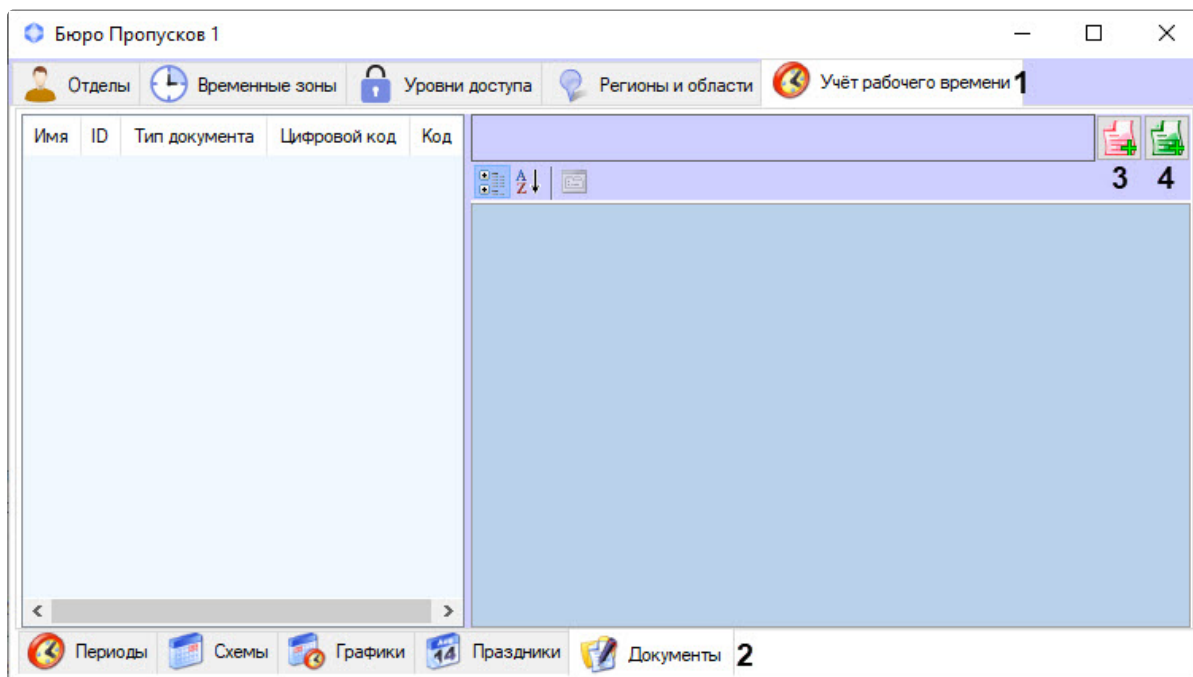 Бюро Пропусков 1
Отделы Временные зоны Уровни доступа Регионы и области Учёт рабочего времени 1
Имя ID Тип документа Цифровой код Код
A
Z
3 4
Периоды Схемы Графики 14 Праздники Документы 2